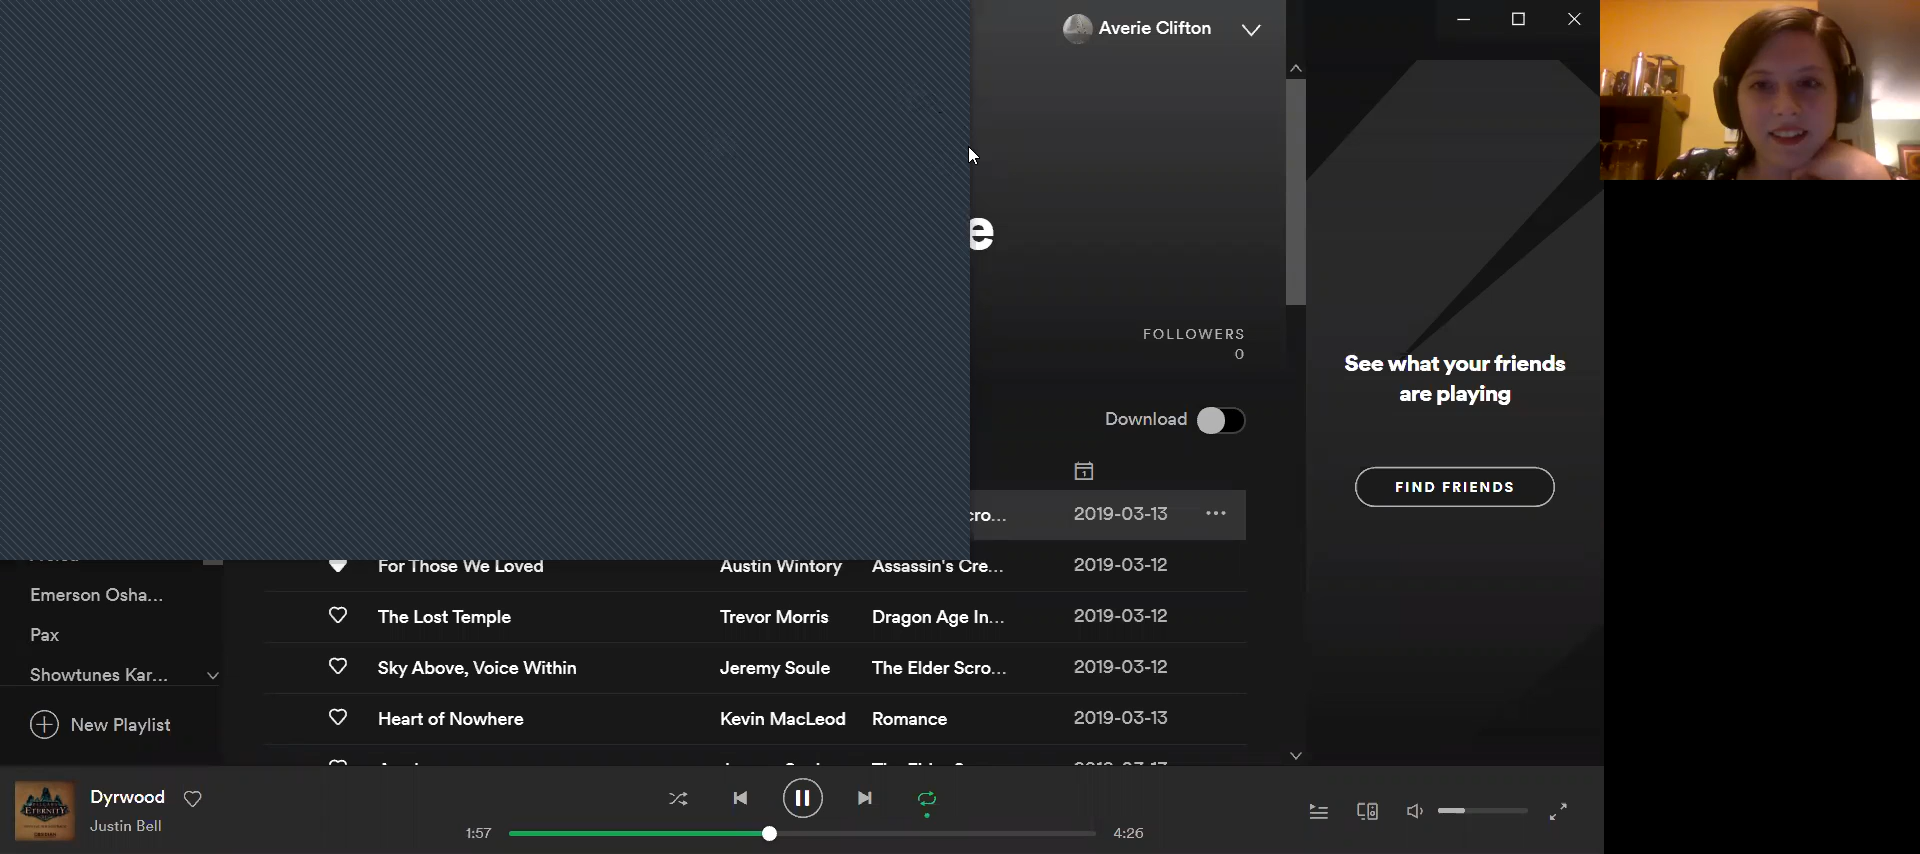 Averie Clifton
e
FOLLOWERS
0
Download
See what your friends
are playing
FIND FRIENDS
cro... 2019-03-13
For Those We Loved Austin Wintory Assassin's Cre... 2019-03-12
The Lost Temple Trevor Morris Dragon Age In... 2019-03-12
Sky Above, Voice Within Jeremy Soule The Elder Scro... 2019-03-12
Heart of Nowhere Kevin MacLeod Romance 2019-03-13
Emerson Osha...
Pax
Showtunes Kar...
New Playlist
ETERNITY
Dyrwood
Justin Bell
1:57
4:26